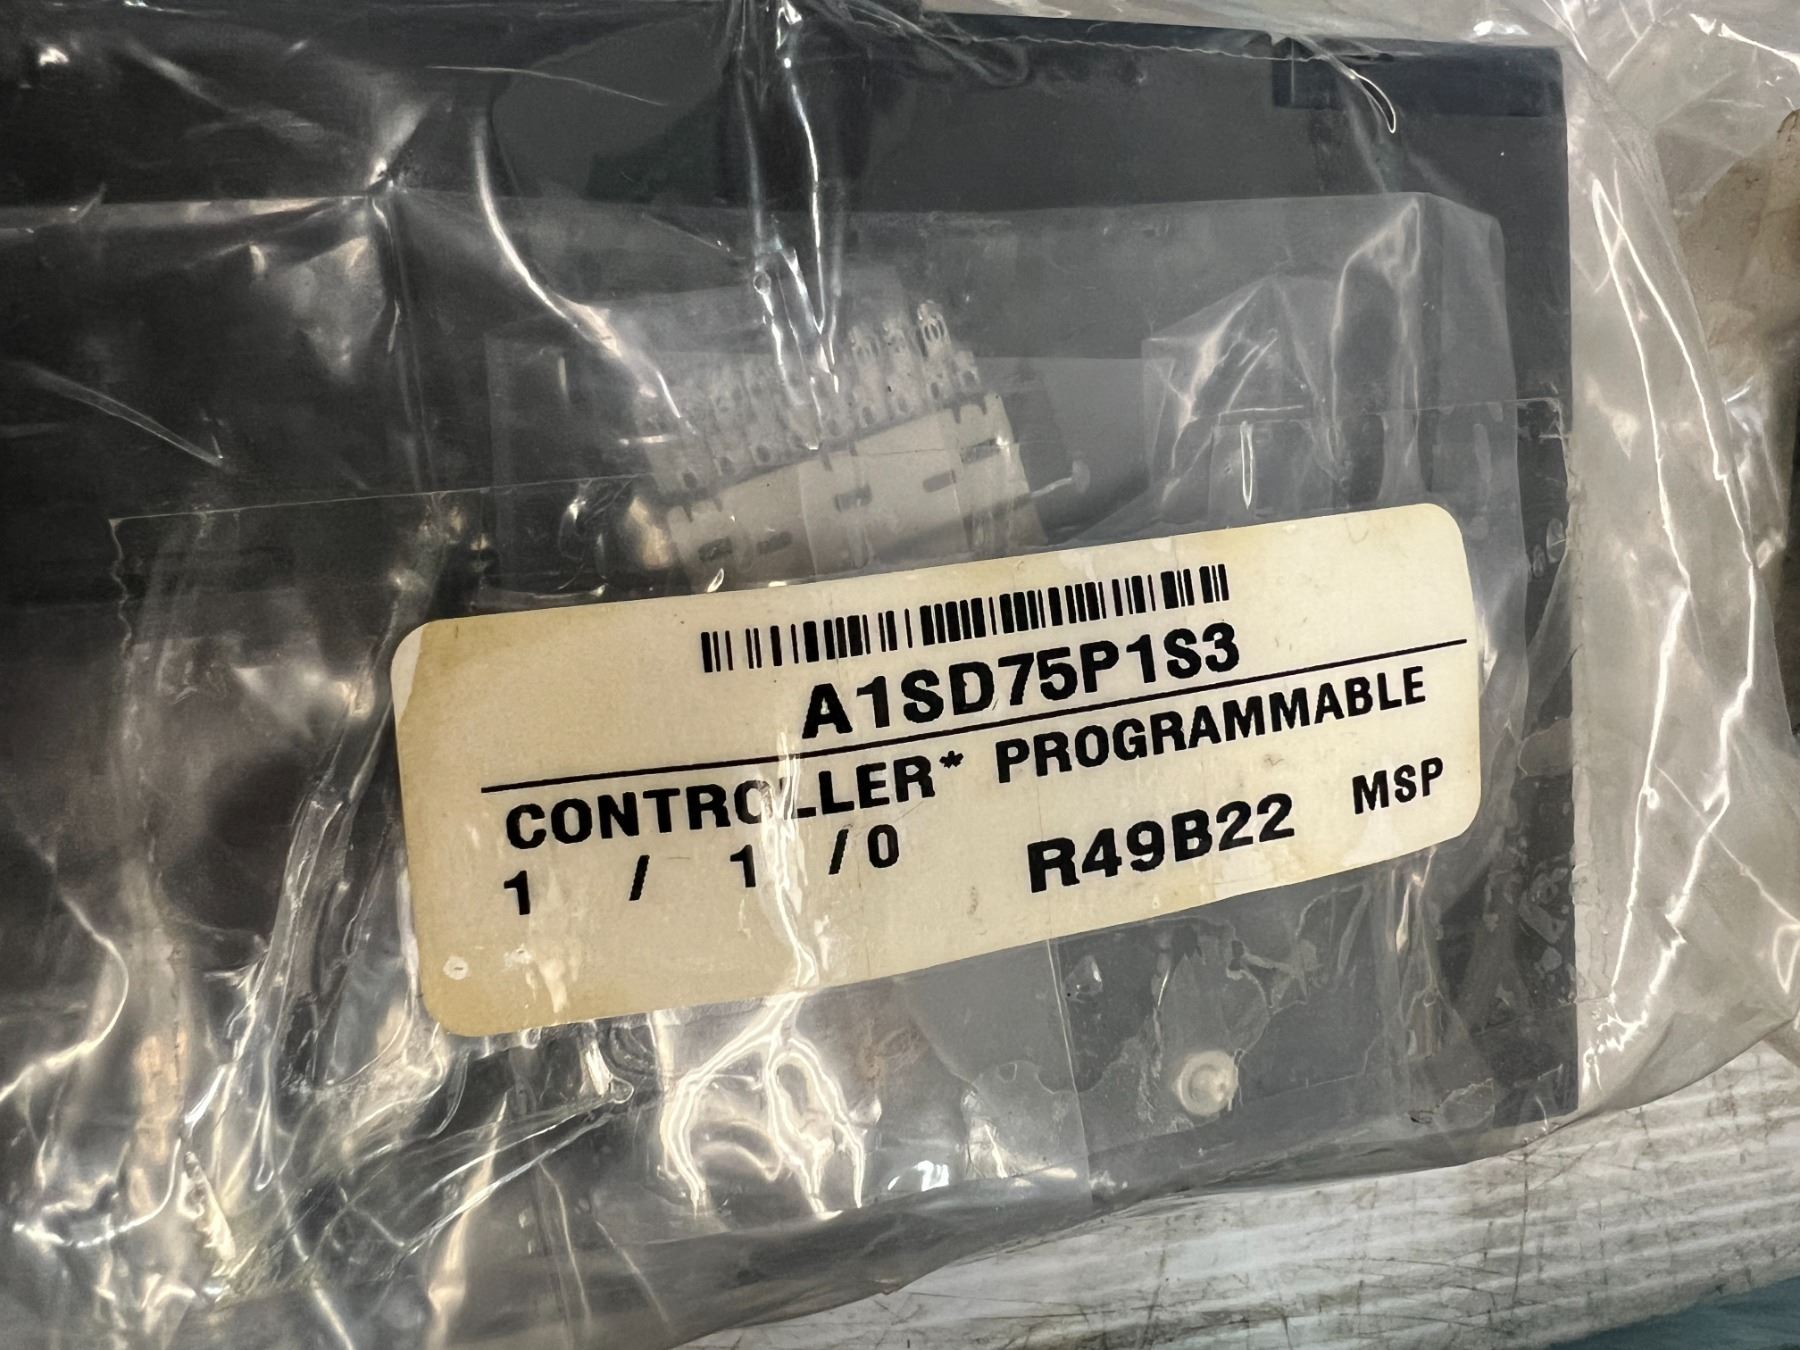 A1SD75P1S3
CONTROLLER* PROGRAMMABLE
1 / 1 /0 R49B22 MSP